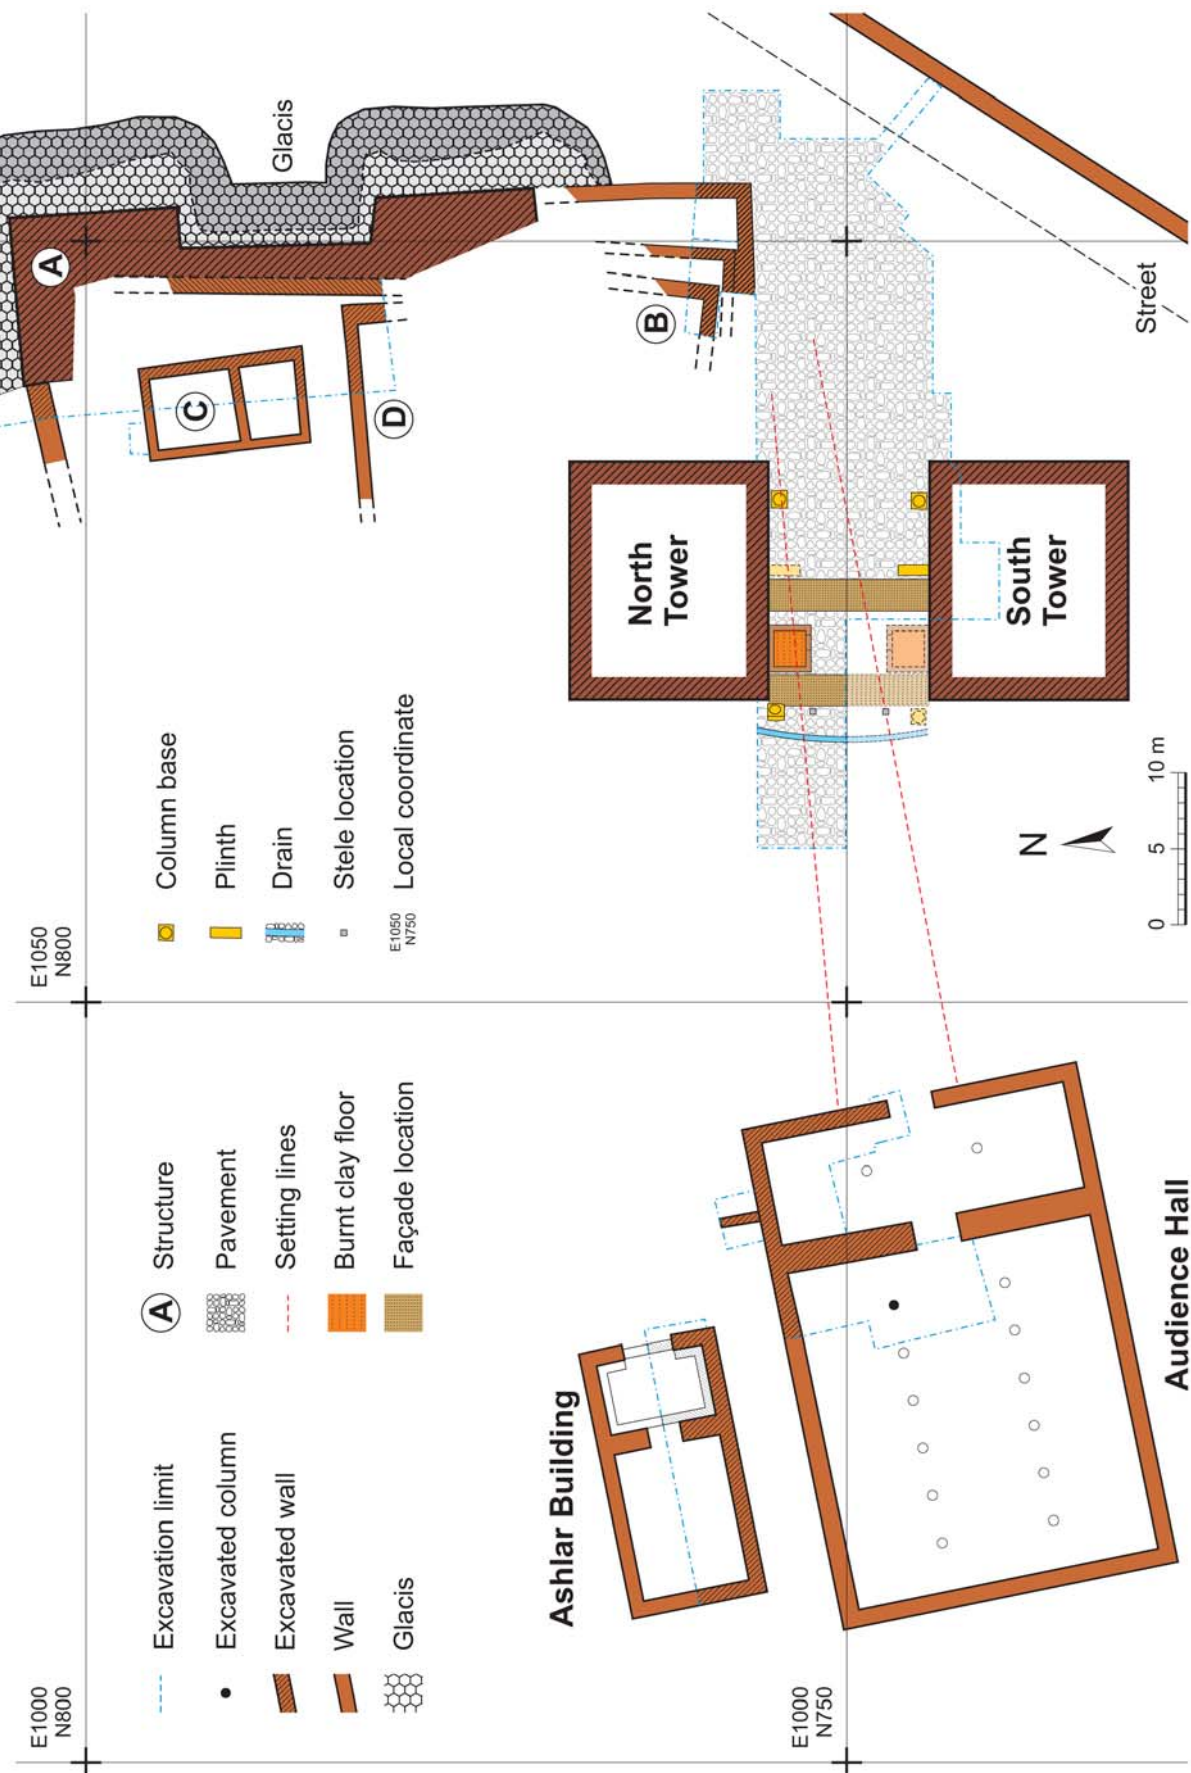 E1000
N800
E1050
N800
Excavation limit
Excavated column
Excavated wall
Wall
Glacis
A Structure
Pavement
Setting lines
Burnt clay floor
Façade location
Column base
Plinth
Drain
Stele location
E1050
N750
Local coordinate
A
Glacis
C
D
B
North
Tower
South
Tower
Street
Ashlar Building
E1000
N750
Audience Hall
N
0 5 10 m